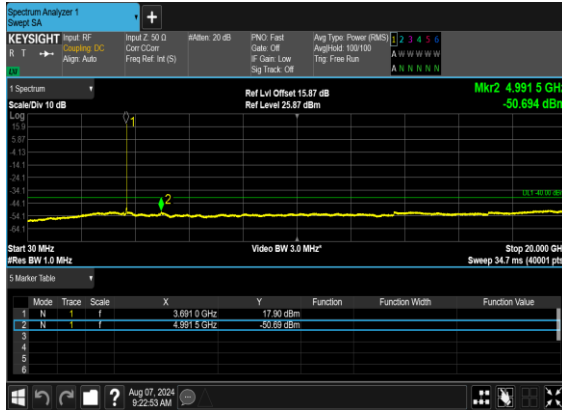 Spectrum Analyzer 1
Swept SA
+
KEYSIGHT Input: RF Input Z: 50 Ω #Atten: 20 dB PNO: Fast Avg Type: Power (RMS) 1 2 3 4 5 6
R T Coupling: DC Corr CCorr Gate: Off Avg|Hold: 100/100 A W W W W W
Align: Auto Freq Ref: Int (S) IF Gain: Low Trig: Free Run
Sig Track: Off A N N N N N
1 Spectrum Ref Lvl Offset 15.87 dB Mkr2 4.991 5 GHz
Scale/Div 10 dB Ref Level 25.87 dBm -50.694 dBm
Log
15.9
5.87
-4.13
-14.1
-24.1
-34.1
-44.1
-54.1
-64.1
1
2
DL1 -40.00 dBm
Start 30 MHz Video BW 3.0 MHz* Stop 20.000 GHz
#Res BW 1.0 MHz Sweep 34.7 ms (40001 pts)
5 Marker Table
Mode Trace Scale X Y Function Function Width Function Value
1 N 1 f 3.691 0 GHz 17.90 dBm
2 N 1 f 4.991 5 GHz -50.69 dBm
3
4
5
6
? Aug 07, 2024
9:22:53 AM